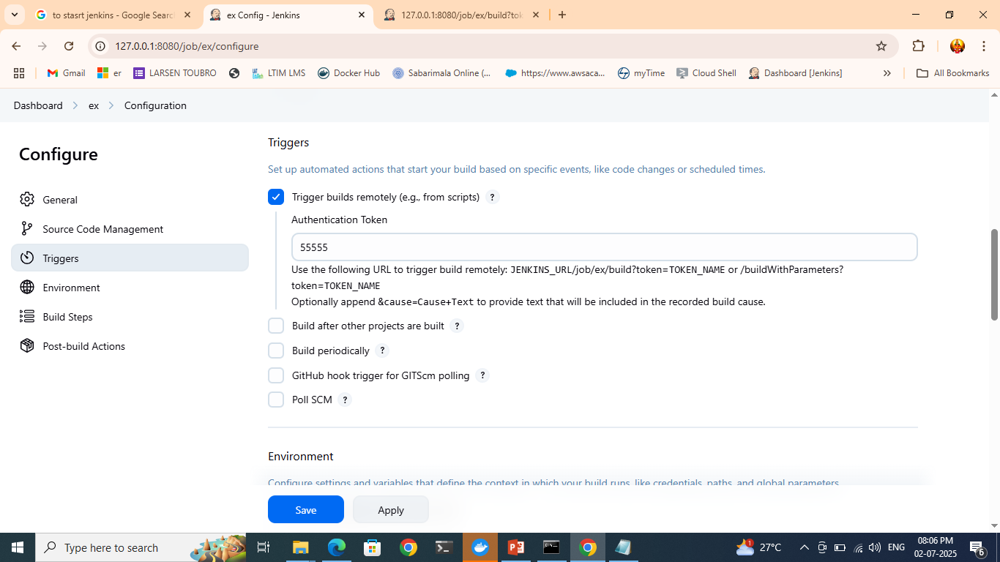 to stasrt jenkins - Google Searc
ex Config - Jenkins
127.0.0.1:8080/job/ex/build?tok
127.0.0.1:8080/job/ex/configure
Gmail
er
LARSEN TOUBRO
LTIM LMS
Docker Hub
Sabarimala Online (...
https://www.awsaca...
myTime
Cloud Shell
Dashboard [Jenkins]
»
All Bookmarks
Dashboard > ex > Configuration
Configure
General
Source Code Management
Triggers
Environment
Build Steps
Post-build Actions
Triggers
Set up automated actions that start your build based on specific events, like code changes or scheduled times.
Trigger builds remotely (e.g., from scripts) ?
Authentication Token
55555
Use the following URL to trigger build remotely: JENKINS_URL/job/ex/build?token=TOKEN_NAME or /buildWithParameters?
token=TOKEN_NAME
Optionally append &cause=Cause+Text to provide text that will be included in the recorded build cause.
Build after other projects are built ?
Build periodically ?
GitHub hook trigger for GITScm polling ?
Poll SCM ?
Environment
Configure settings and variables that define the context in which your build runs, like credentials, paths, and global parameters.
Save
Apply
Type here to search
1
27°C
ENG
08:06 PM
02-07-2025
6